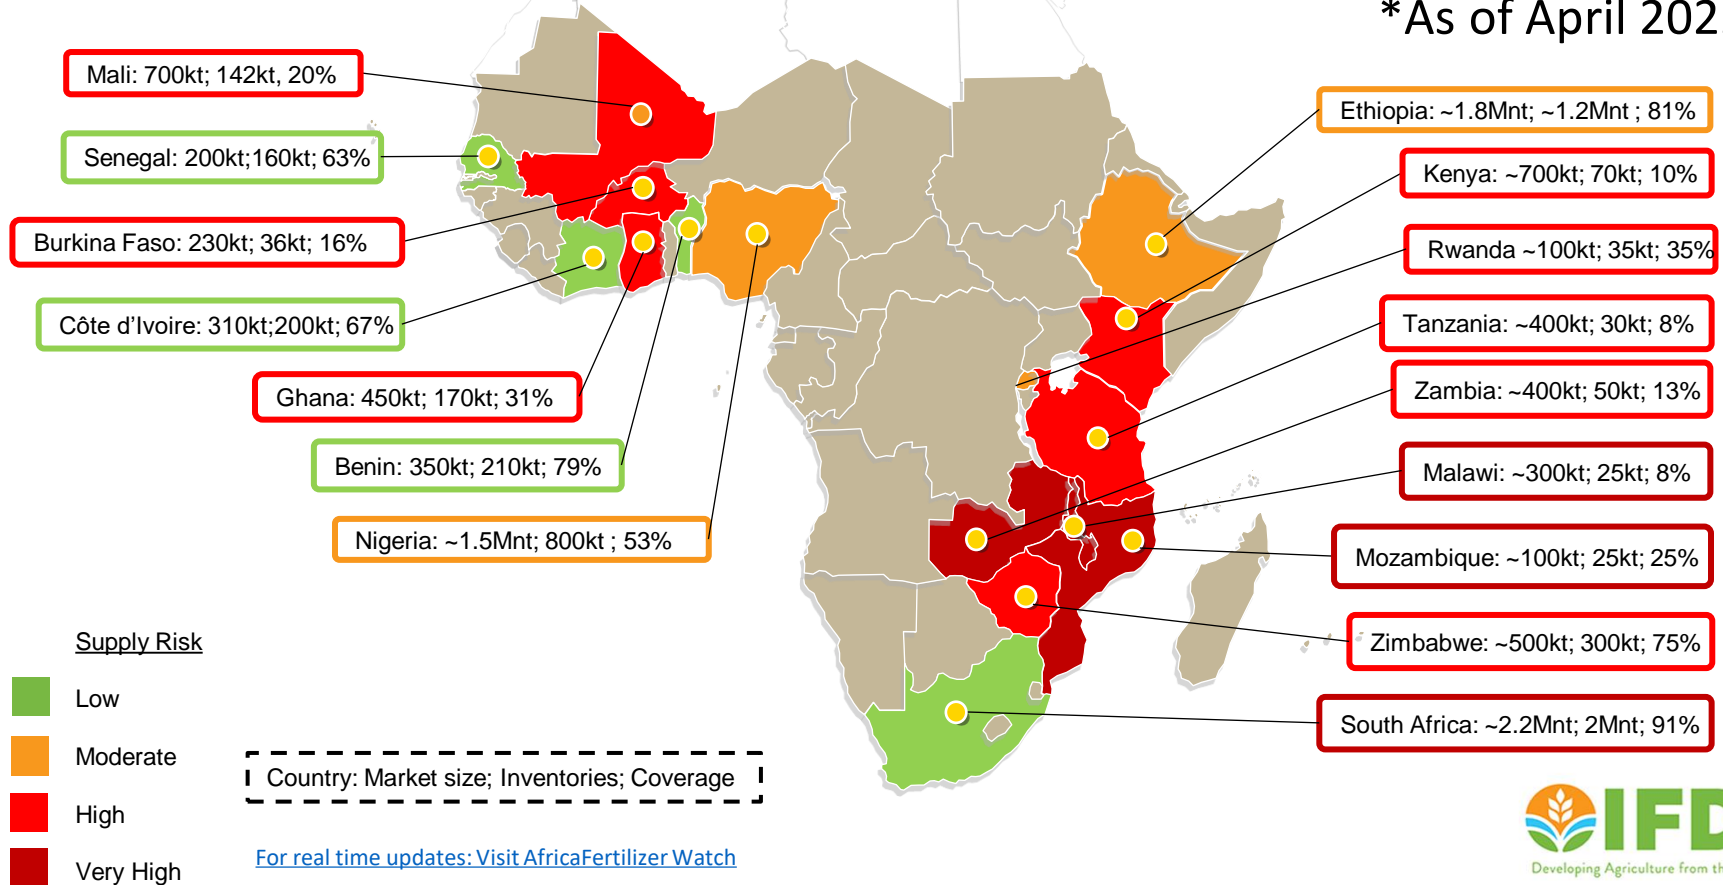 *As of April 202
Mali: 700kt; 142kt, 20%
Senegal: 200kt;160kt; 63%
Burkina Faso: 230kt; 36kt; 16%
Côte d’Ivoire: 310kt;200kt; 67%
Ghana: 450kt; 170kt; 31%
Benin: 350kt; 210kt; 79%
Nigeria: ~1.5Mnt; 800kt ; 53%
Ethiopia: ~1.8Mnt; ~1.2Mnt ; 81%
Kenya: ~700kt; 70kt; 10%
Rwanda ~100kt; 35kt; 35%
Tanzania: ~400kt; 30kt; 8%
Zambia: ~400kt; 50kt; 13%
Malawi: ~300kt; 25kt; 8%
Mozambique: ~100kt; 25kt; 25%
Zimbabwe: ~500kt; 300kt; 75%
South Africa: ~2.2Mnt; 2Mnt; 91%
Supply Risk
Low
Moderate
High
Very High
Country: Market size; Inventories; Coverage
For real time updates: Visit AfricaFertilizer Watch
IFD
Developing Agriculture from th